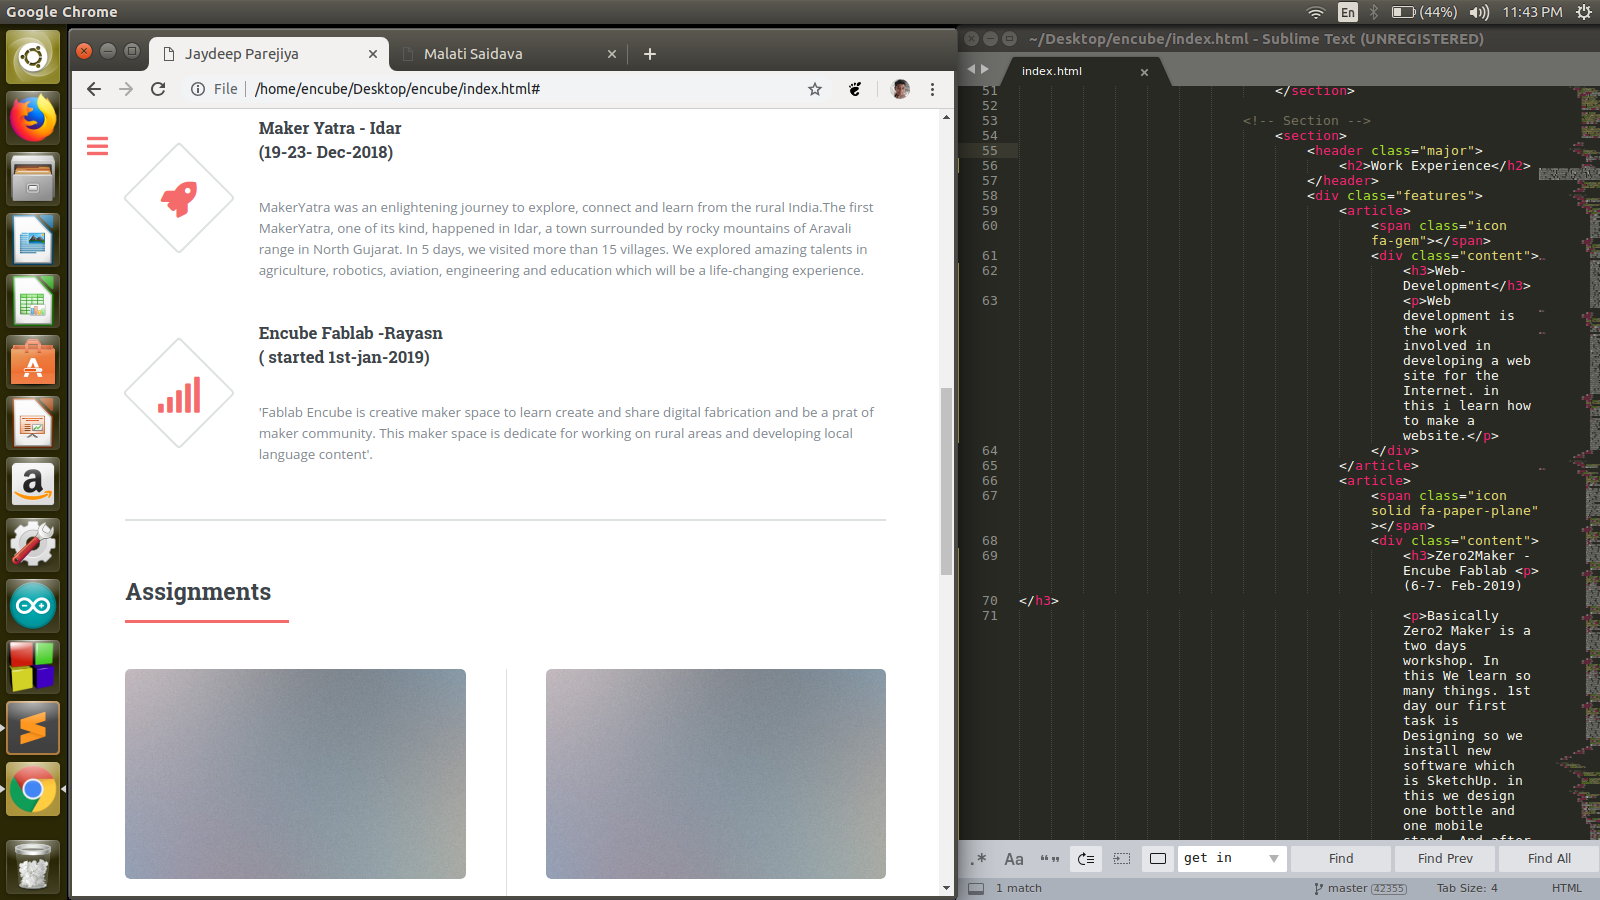 Google Chrome
En
(44%)
11:43 PM
Jaydeep Parejiya
Malati Saidava
File
/home/encube/Desktop/encube/index.html#
Maker Yatra - Idar
(19-23- Dec-2018)
MakerYatra was an enlightening journey to explore, connect and learn from the rural India.The first
MakerYatra, one of its kind, happened in Idar, a town surrounded by rocky mountains of Aravali
range in North Gujarat. In 5 days, we visited more than 15 villages. We explored amazing talents in
agriculture, robotics, aviation, engineering and education which will be a life-changing experience.
Encube Fablab -Rayasn
( started 1st-jan-2019)
'Fablab Encube is creative maker space to learn create and share digital fabrication and be a prat of
maker community. This maker space is dedicate for working on rural areas and developing local
language content'.
Assignments
~/Desktop/encube/index.html - Sublime Text (UNREGISTERED)
index.html
51 </section>
52
53 <!-- Section -->
54 <section>
55 <header class="major">
56 <h2>Work Experience</h2>
57 </header>
58 <div class="features">
59 <article>
60 <span class="icon
fa-gem"></span>
61 <div class="content">
62 <h3>Web-
Development</h3>
63 <p>Web
development is
the work
involved in
developing a web
site for the
Internet. in
this i learn how
to make a
website.</p>
64 </div>
65 </article>
66 <article>
67 <span class="icon
solid fa-paper-plane"
></span>
68 <div class="content">
69 <h3>Zero2Maker -
Encube Fablab <p>
(6-7- Feb-2019)
70 </h3>
71
<p>Basically
Zero2 Maker is a
two days
workshop. In
this We learn so
many things. 1st
day our first
task is
Designing so we
install new
software which
is SketchUp. in
this we design
one bottle and
one mobile
stand. And after
.* Aa “” get in Find Find Prev Find All
1 match master 42355 Tab Size: 4 HTML